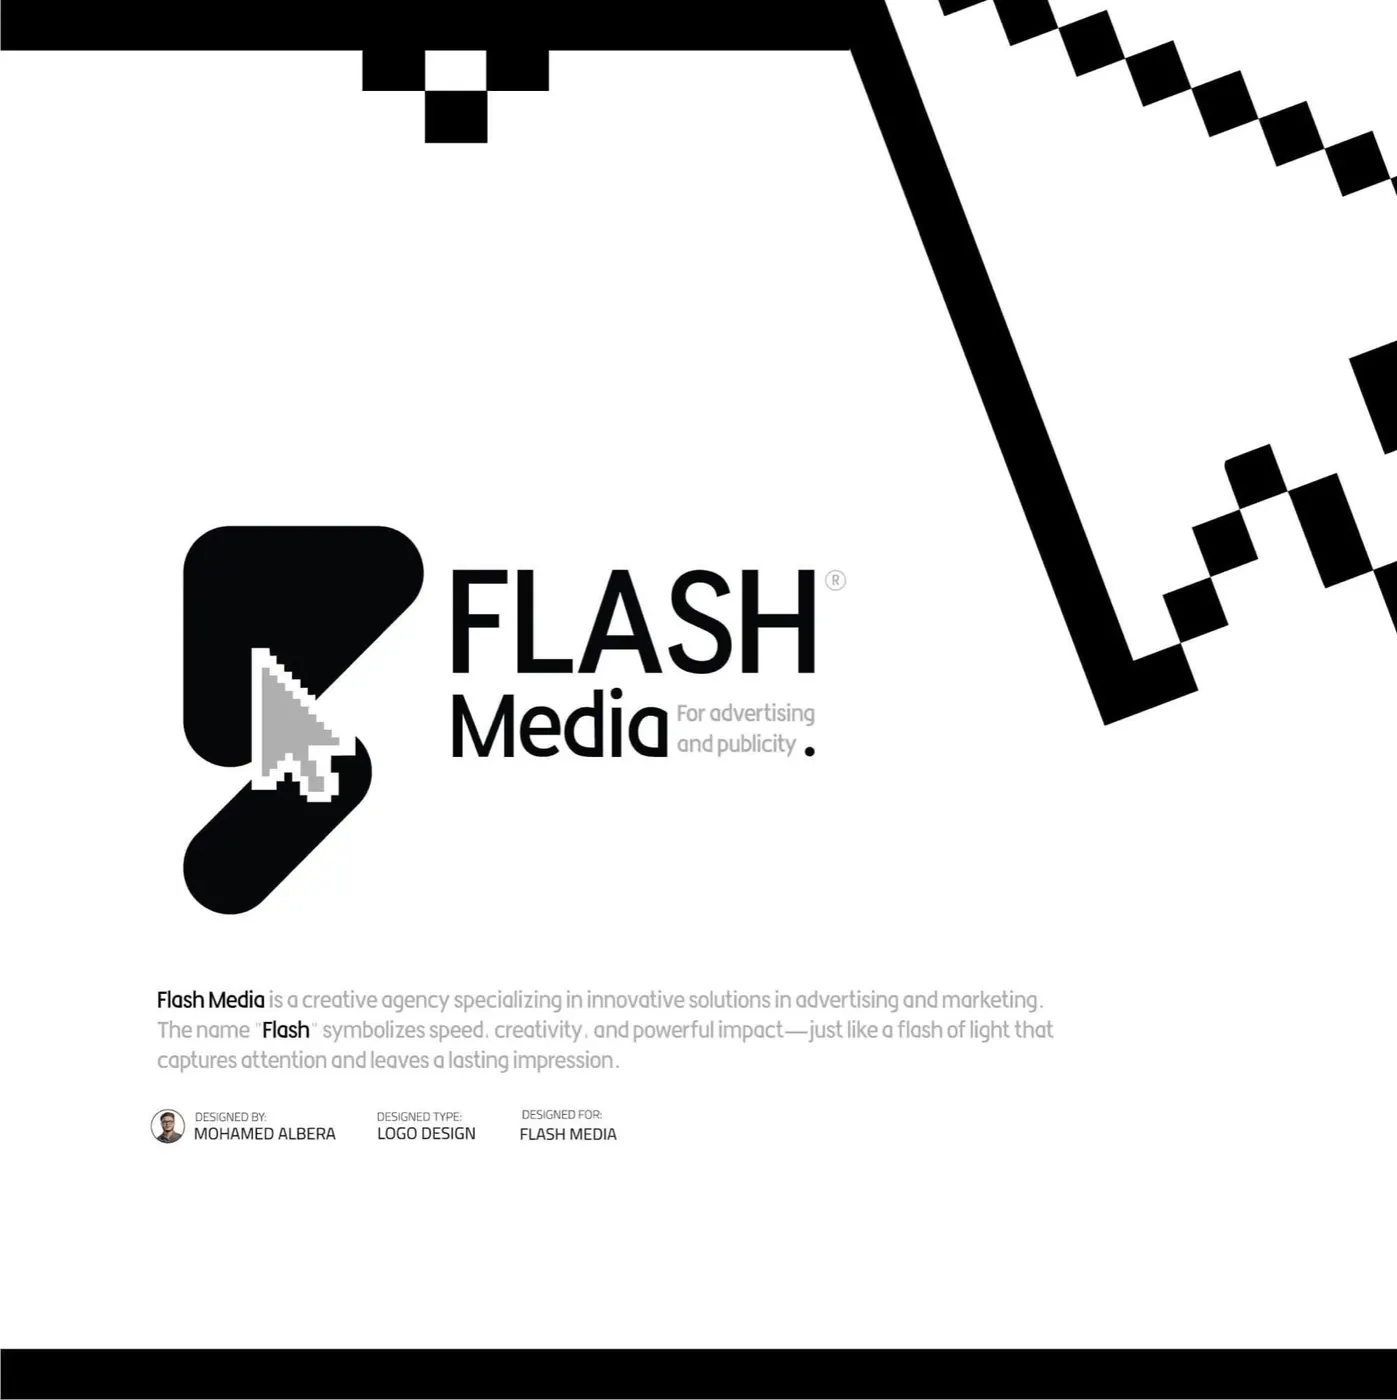 FLASH ®
Media
For advertising
and publicity .
Flash Media is a creative agency specializing in innovative solutions in advertising and marketing.
The name "Flash" symbolizes speed, creativity, and powerful impact—just like a flash of light that
captures attention and leaves a lasting impression.
DESIGNED BY:
MOHAMED ALBERA
DESIGNED TYPE:
LOGO DESIGN
DESIGNED FOR:
FLASH MEDIA